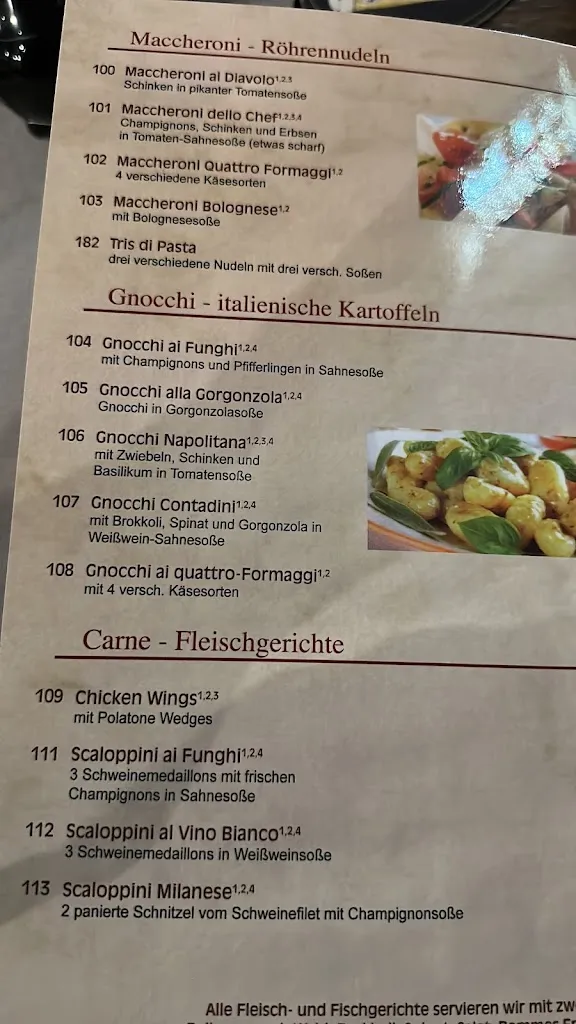 Maccheroni - Röhrennudeln
100 Maccheroni al Diavolo1,2,3
Schinken in pikanter Tomatensoße
101 Maccheroni dello Chef1,2,3,4
Champignons, Schinken und Erbsen
in Tomaten-Sahnesoße (etwas scharf)
102 Maccheroni Quattro Formaggi1,2
4 verschiedene Käsesorten
103 Maccheroni Bolognese1,2
mit Bolognesesoße
182 Tris di Pasta
drei verschiedene Nudeln mit drei versch. Soßen
Gnocchi - italienische Kartoffeln
104 Gnocchi ai Funghi1,2,4
mit Champignons und Pfifferlingen in Sahnesoße
105 Gnocchi alla Gorgonzola1,2,4
Gnocchi in Gorgonzolasoße
106 Gnocchi Napolitana1,2,3,4
mit Zwiebeln, Schinken und
Basilikum in Tomatensoße
107 Gnocchi Contadini1,2,4
mit Brokkoli, Spinat und Gorgonzola in
Weißwein-Sahnesoße
108 Gnocchi ai quattro-Formaggi1,2
mit 4 versch. Käsesorten
Carne - Fleischgerichte
109 Chicken Wings1,2,3
mit Polatone Wedges
111 Scaloppini ai Funghi1,2,4
3 Schweinemedaillons mit frischen
Champignons in Sahnesoße
112 Scaloppini al Vino Bianco1,2,4
3 Schweinemedaillons in Weißweinsoße
113 Scaloppini Milanese1,2,4
2 panierte Schnitzel vom Schweinefilet mit Champignonsoße
Alle Fleisch- und Fischgerichte servieren wir mit zw